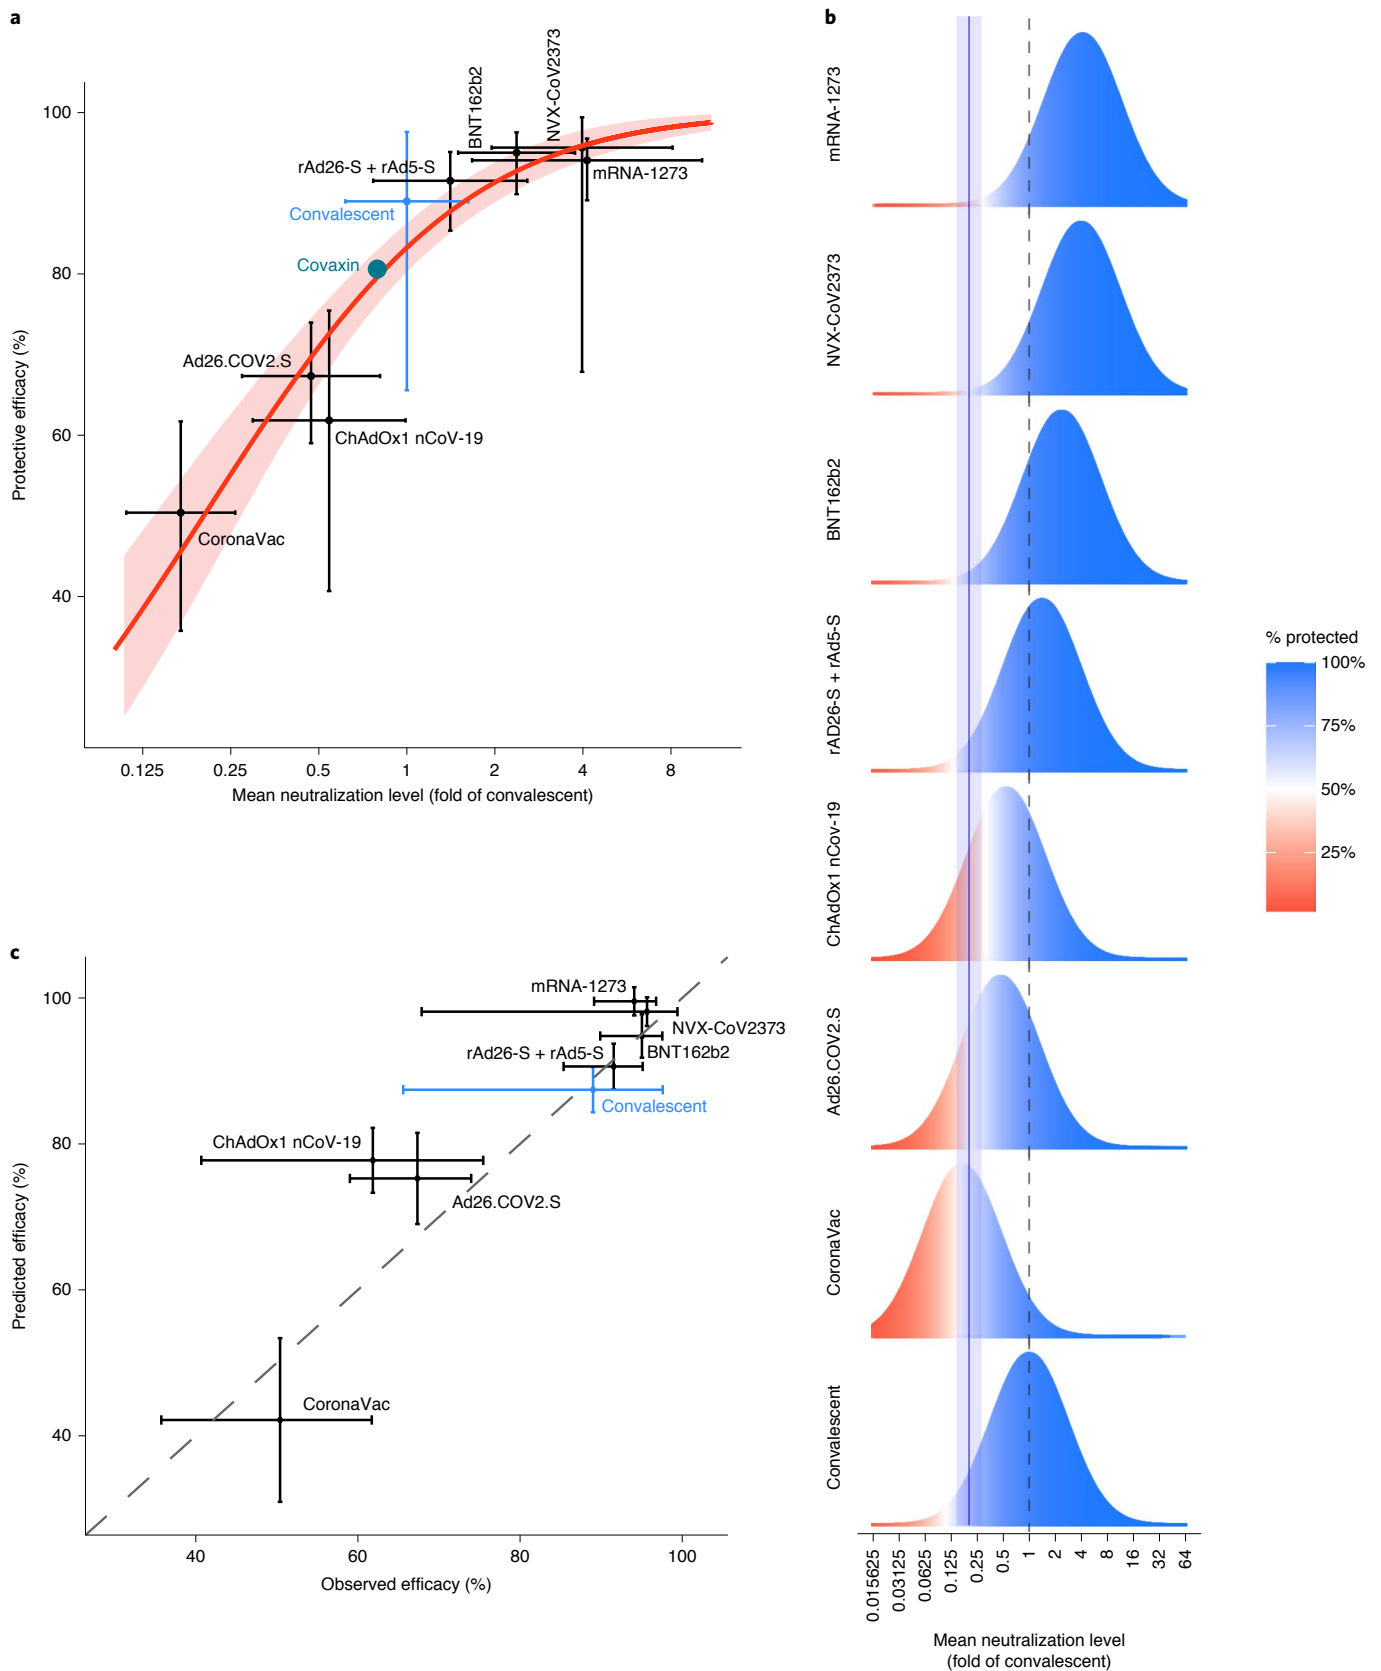 a
Protective efficacy (%)
100
80
60
40
rAd26-S + rAd5-S
BNT162b2
NVX-CoV2373
mRNA-1273
Convalescent
Covaxin
Ad26.COV2.S
ChAdOx1 nCoV-19
CoronaVac
0.125 0.25 0.5 1 2 4 8
Mean neutralization level (fold of convalescent)
b
mRNA-1273
NVX-CoV2373
BNT162b2
rAD26-S + rAd5-S
ChAdOx1 nCov-19
Ad26.COV2.S
CoronaVac
Convalescent
0.015625 0.03125 0.0625 0.125 0.25 0.5 1 2 4 8 16 32 64
Mean neutralization level
(fold of convalescent)
% protected
100%
75%
50%
25%
c
Predicted efficacy (%)
100
80
60
40
mRNA-1273
NVX-CoV2373
rAd26-S + rAd5-S
BNT162b2
Convalescent
ChAdOx1 nCoV-19
Ad26.COV2.S
CoronaVac
40 60 80 100
Observed efficacy (%)